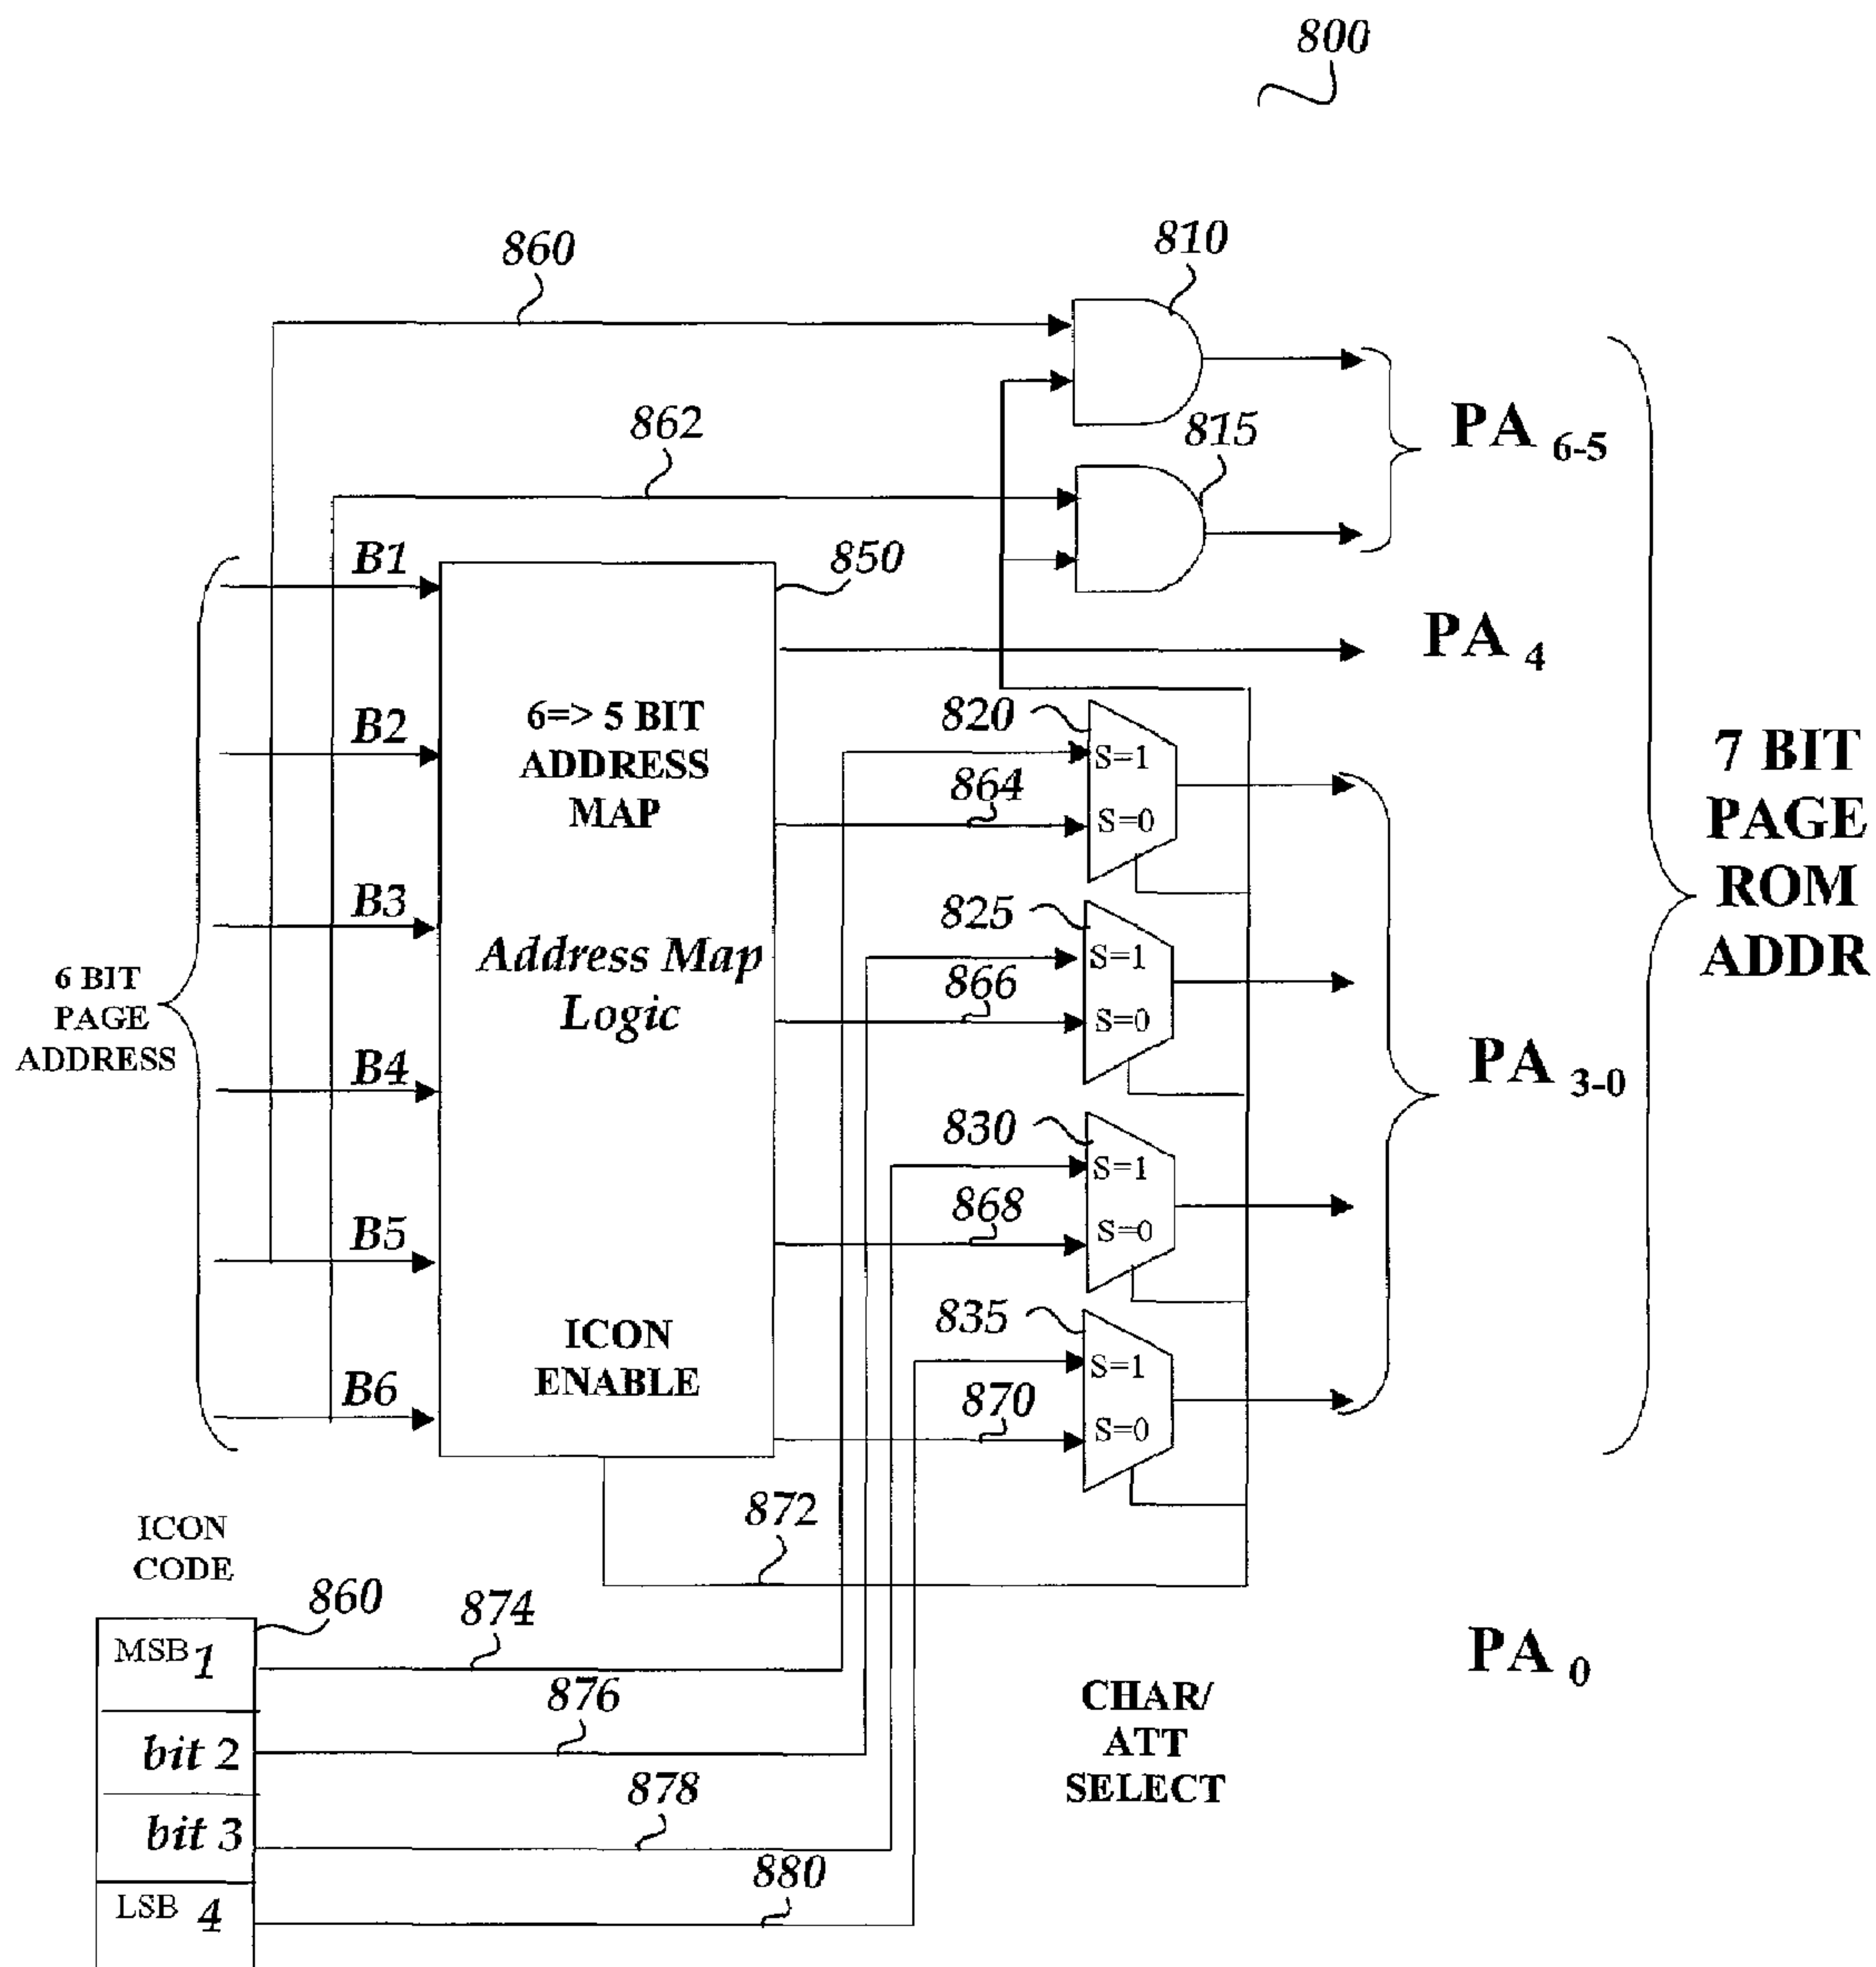 800
860
810
862
815
PA 6-5
B1
850
PA 4
B2
6=> 5 BIT
ADDRESS
MAP
820
S=1
864
S=0
7 BIT
PAGE
ROM
ADDR
B3
Address Map
Logic
825
S=1
866
S=0
6 BIT
PAGE
ADDRESS
B4
PA 3-0
830
S=1
868
S=0
B5
ICON
ENABLE
835
S=1
870
S=0
B6
872
ICON
CODE
860
874
MSB 1
PA 0
876
CHAR/
ATT
SELECT
bit 2
878
bit 3
880
LSB 4